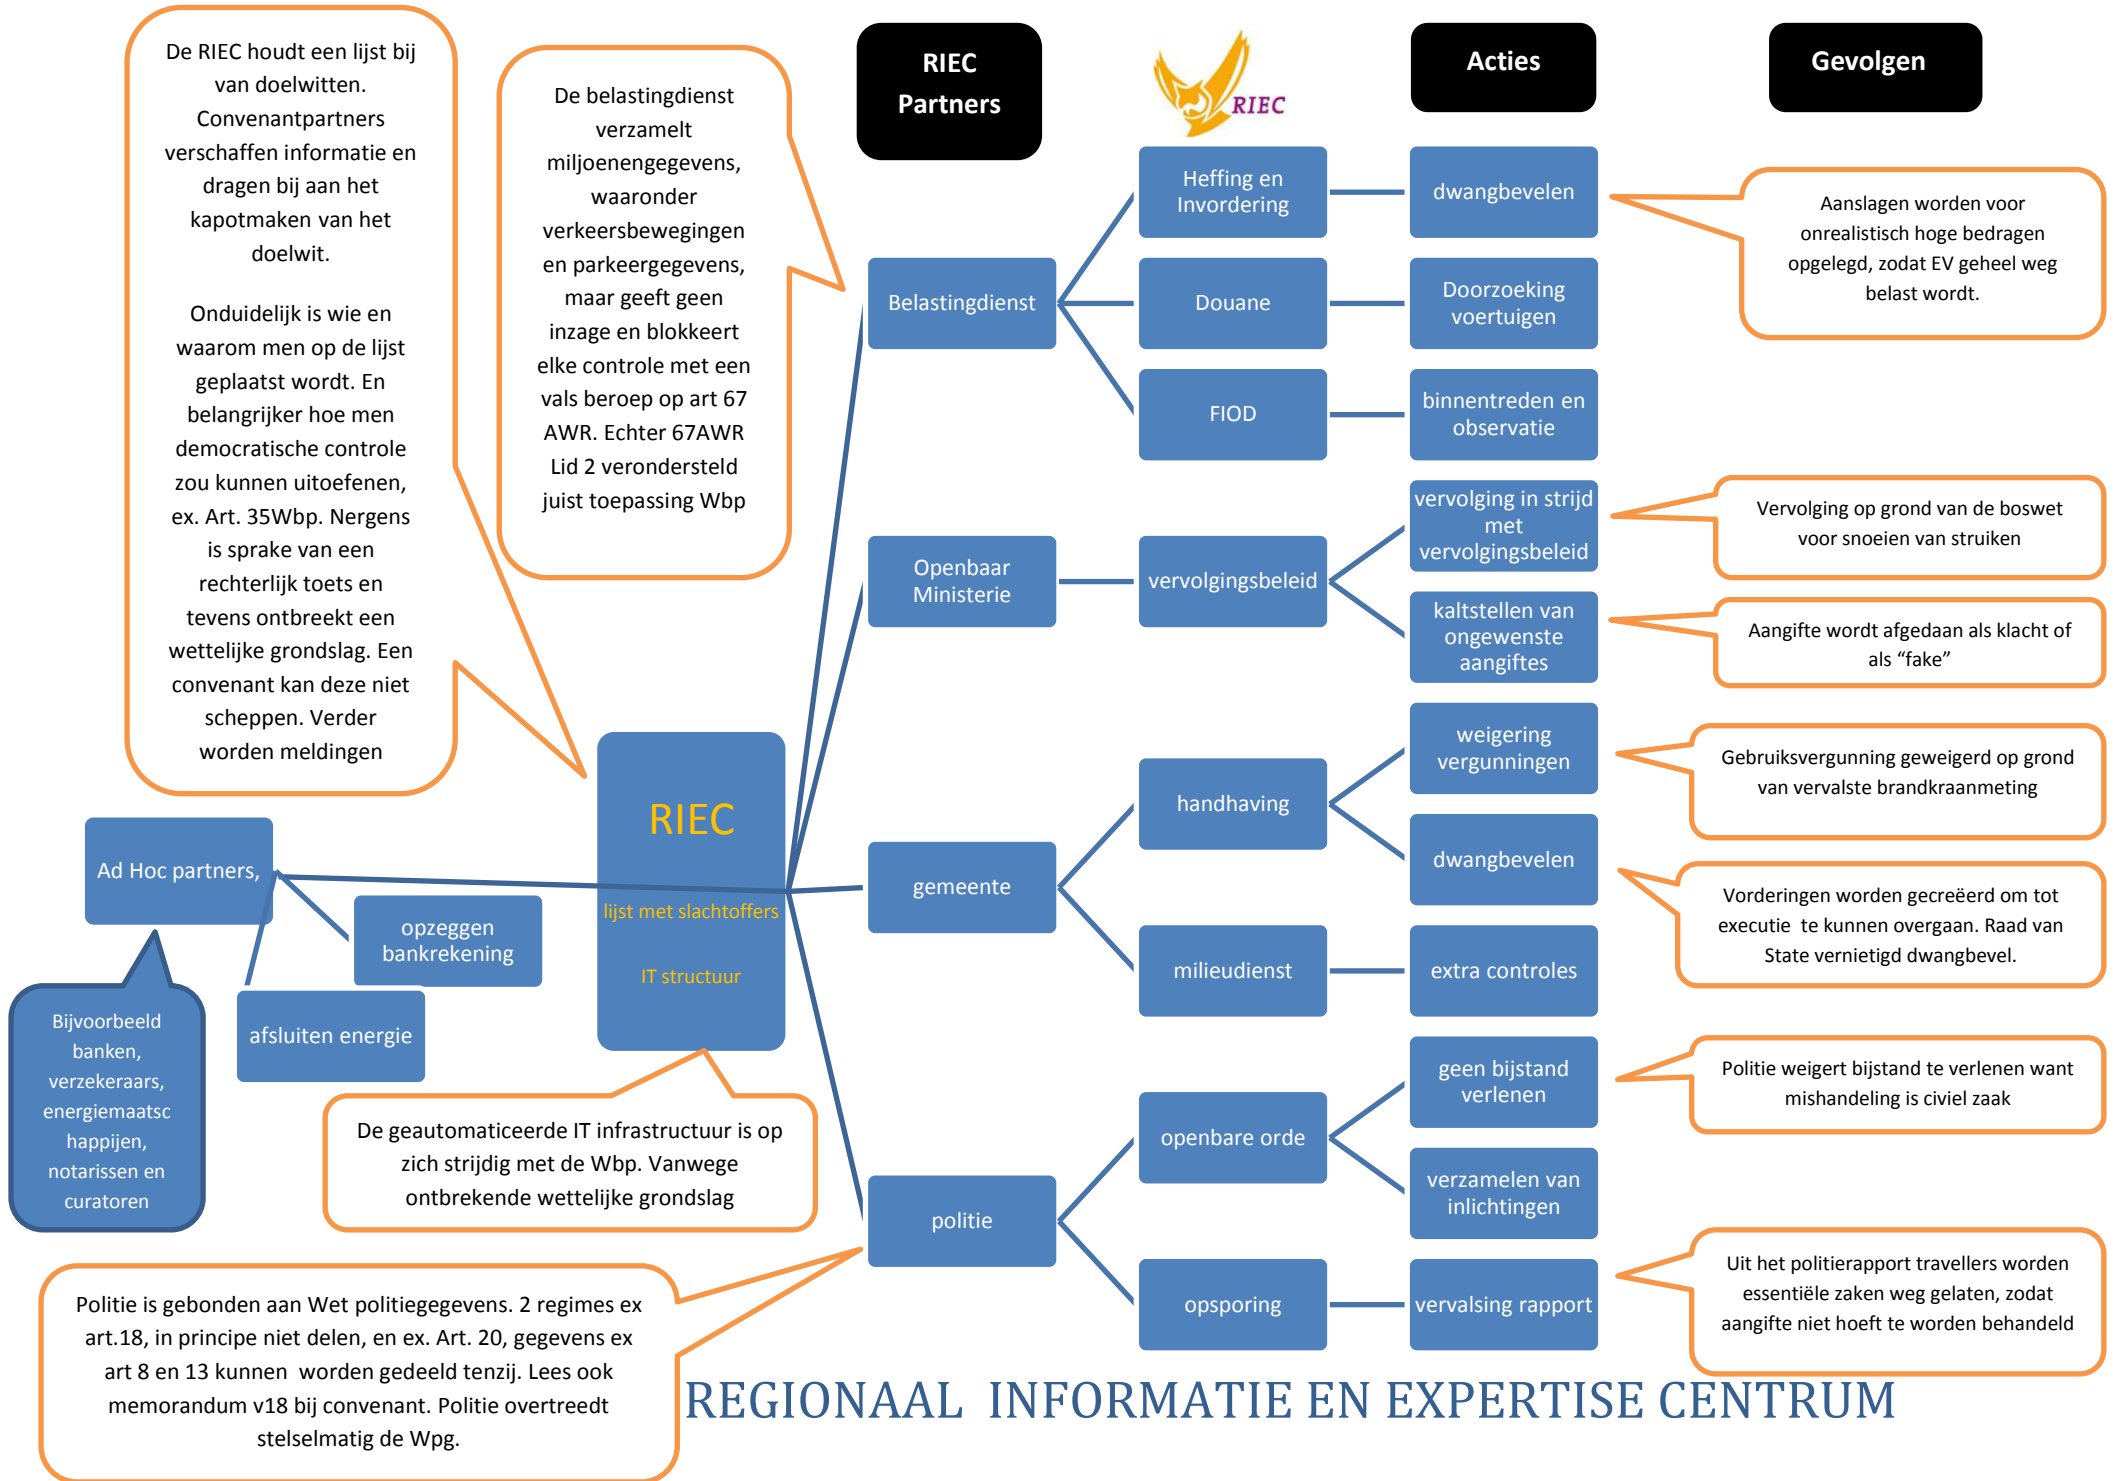 De RIEC houdt een lijst bij
van doelwitten.
Convenantpartners
verschaffen informatie en
dragen bij aan het
kapotmaken van het
doelwit.
Onduidelijk is wie en
waarom men op de lijst
geplaatst wordt. En
belangrijker hoe men
democratische controle
zou kunnen uitoefenen,
ex. Art. 35Wbp. Nergens
is sprake van een
rechterlijk toets en
tevens ontbreekt een
wettelijke grondslag. Een
convenant kan deze niet
scheppen. Verder
worden meldingen
De belastingdienst
verzamelt
miljoenengegevens,
waaronder
verkeersbewegingen
en parkeergegevens,
maar geeft geen
inzage en blokkeert
elke controle met een
vals beroep op art 67
AWR. Echter 67AWR
Lid 2 verondersteld
juist toepassing Wbp
RIEC
Partners
RIEC
Acties
Gevolgen
Belastingdienst
Heffing en
Invordering
dwangbevelen
Aanslagen worden voor
onrealistisch hoge bedragen
opgelegd, zodat EV geheel weg
belast wordt.
Douane
Doorzoeking
voertuigen
FIOD
binnentreden en
observatie
Openbaar
Ministerie
vervolgingsbeleid
vervolging in strijd
met
vervolgingsbeleid
Vervolging op grond van de boswet
voor snoeien van struiken
kaltstellen van
ongewenste
aangiftes
Aangifte wordt afgedaan als klacht of
als “fake”
RIEC
lijst met slachtoffers
IT structuur
gemeente
handhaving
weigering
vergunningen
Gebruiksvergunning geweigerd op grond
van vervalste brandkraanmeting
dwangbevelen
Vorderingen worden gecreëerd om tot
executie te kunnen overgaan. Raad van
State vernietigd dwangbevel.
milieudienst
extra controles
Ad Hoc partners,
opzeggen
bankrekening
afsluiten energie
Bijvoorbeeld
banken,
verzekeraars,
energiemaatsc
happijen,
notarissen en
curatoren
De geautomaticeerde IT infrastructuur is op
zich strijdig met de Wbp. Vanwege
ontbrekende wettelijke grondslag
politie
openbare orde
geen bijstand
verlenen
Politie weigert bijstand te verlenen want
mishandeling is civiel zaak
verzamelen van
inlichtingen
opsporing
vervalsing rapport
Uit het politierapport travellers worden
essentiële zaken weg gelaten, zodat
aangifte niet hoeft te worden behandeld
Politie is gebonden aan Wet politiegegevens. 2 regimes ex
art.18, in principe niet delen, en ex. Art. 20, gegevens ex
art 8 en 13 kunnen worden gedeeld tenzij. Lees ook
memorandum v18 bij convenant. Politie overtreedt
stelselmatig de Wpg.
REGIONAAL INFORMATIE EN EXPERTISE CENTRUM